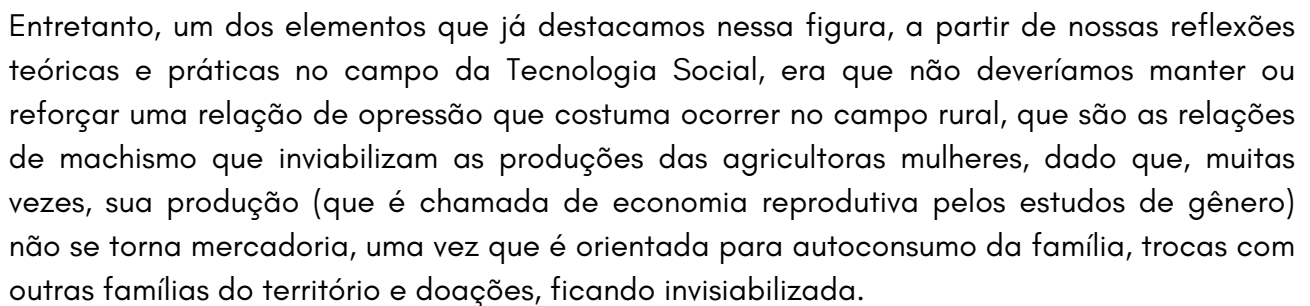 Entretanto, um dos elementos que já destacamos nessa figura, a partir de nossas reflexões
teóricas e práticas no campo da Tecnologia Social, era que não deveríamos manter ou
reforçar uma relação de opressão que costuma ocorrer no campo rural, que são as relações
de machismo que inviabilizam as produções das agricultoras mulheres, dado que, muitas
vezes, sua produção (que é chamada de economia reprodutiva pelos estudos de gênero)
não se torna mercadoria, uma vez que é orientada para autoconsumo da família, trocas com
outras famílias do território e doações, ficando invisiabilizada.